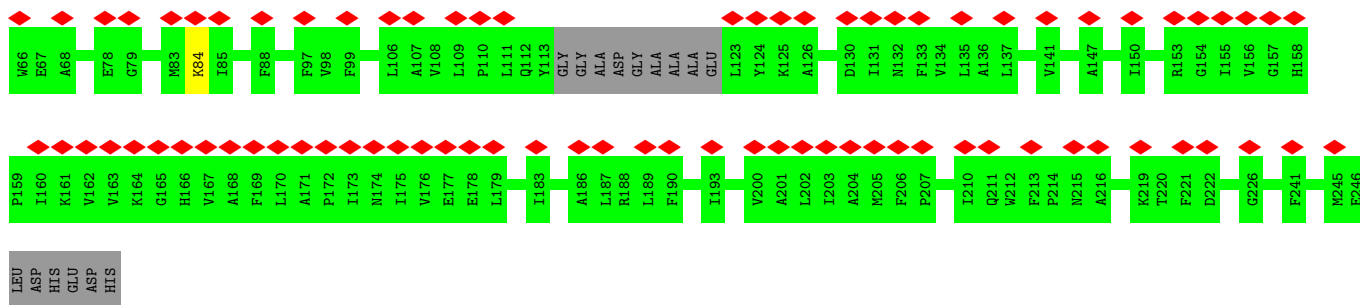 W66 E67 A68 E78 G79 M83 K84 I85 F88 F97 V98 F99 L106 A107 V108 L109 P110 L111 Q112 Y113 GLY GLY ALA ASP GLY ALA ALA ALA GLU L123 Y124 K125 A126 D130 I131 N132 F133 V134 L135 A136 L137 V141 A147 I150 R153 G154 I155 V156 G157 H158
P159 I160 K161 V162 V163 K164 G165 H166 V167 A168 F169 L170 A171 P172 I173 N174 I175 V176 E177 E178 L179 I183 A186 L187 R188 L189 F190 I193 V200 A201 L202 I203 A204 M205 F206 P207 I210 Q211 W212 F213 P214 N215 A216 K219 T220 F221 D222 G226 F241 M245 E246
LEU ASP HIS GLU ASP HIS